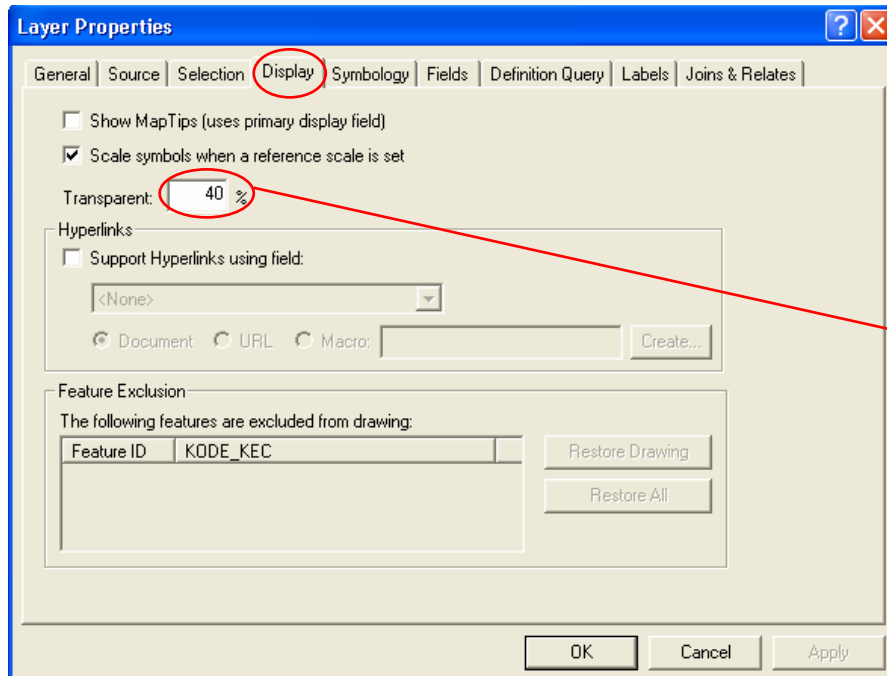 Layer Properties
General Source Selection Display Symbology Fields Definition Query Labels Joins & Relates
Show MapTips (uses primary display field)
Scale symbols when a reference scale is set
Transparent: 40 %
Hyperlinks
Support Hyperlinks using field:
<None>
Document URL Macro: Create...
Feature Exclusion
The following features are excluded from drawing:
Feature ID KODE_KEC
Restore Drawing
Restore All
OK Cancel Apply